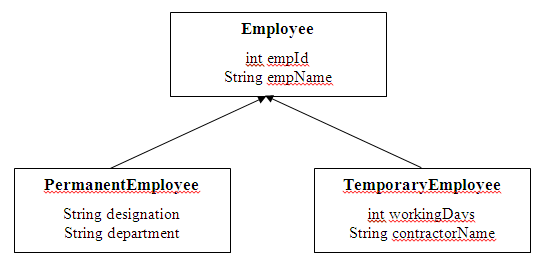 Employee
int empId
String empName
PermanentEmployee
String designation
String department
TemporaryEmployee
int workingDays
String contractorName